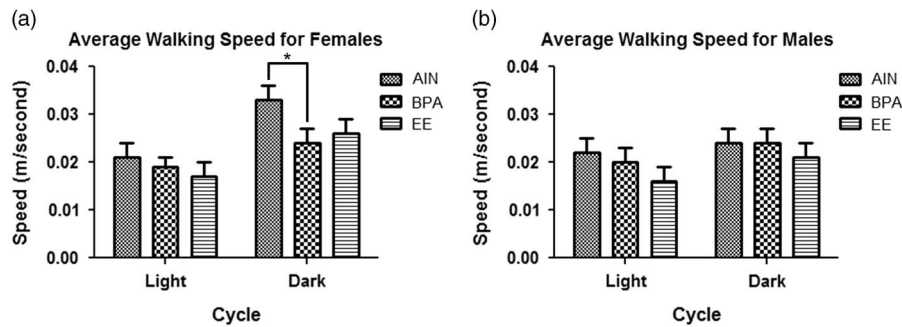 (a)
Average Walking Speed for Females
Speed (m/second)
0.04
0.03
0.02
0.01
0.00
*
AIN
BPA
EE
Light
Dark
Cycle
(b)
Average Walking Speed for Males
Speed (m/second)
0.04
0.03
0.02
0.01
0.00
AIN
BPA
EE
Light
Dark
Cycle